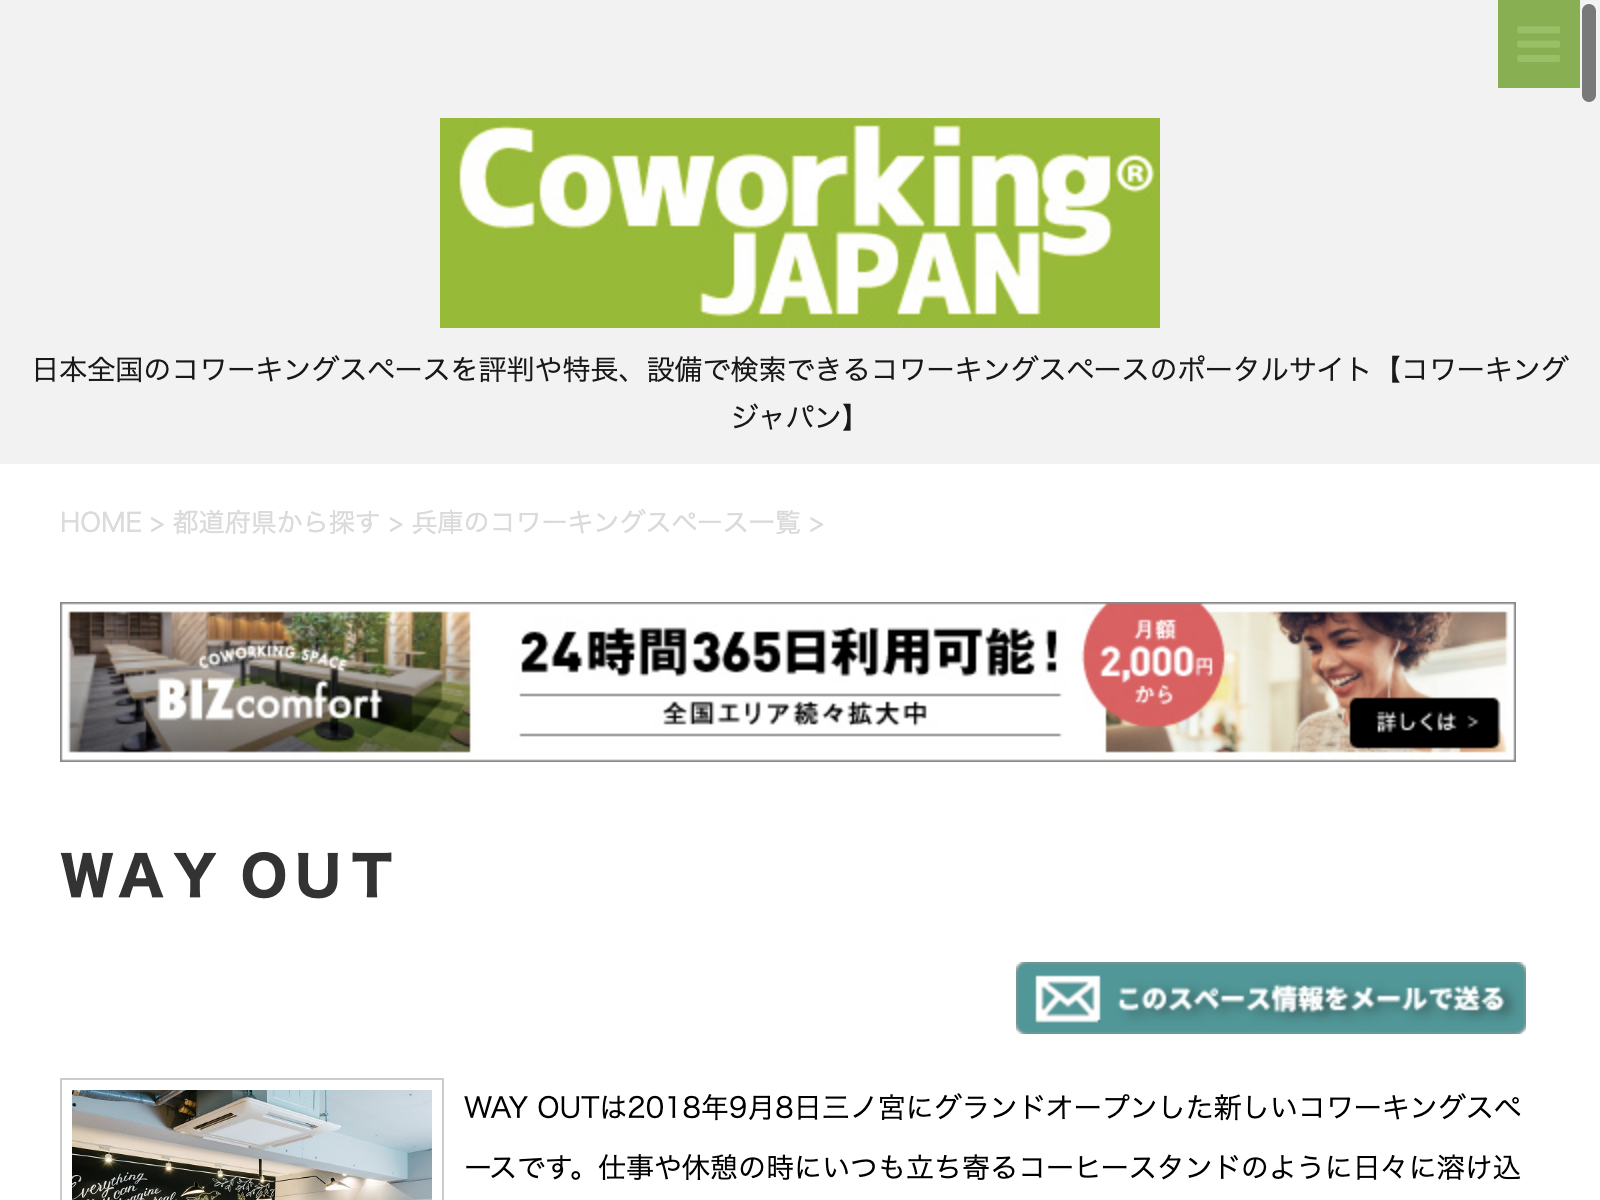 Coworking®
JAPAN
日本全国のコワーキングスペースを評判や特長、設備で検索できるコワーキングスペースのポータルサイト【コワーキング
ジャパン】
HOME > 都道府県から探す > 兵庫のコワーキングスペース一覧 >
COWORKING SPACE
BIZcomfort
24時間365日利用可能！
全国エリア続々拡大中
月額
2,000円
から
詳しくは >
WAY OUT
このスペース情報をメールで送る
WAY OUTは2018年9月8日三ノ宮にグランドオープンした新しいコワーキングスペ
ースです。仕事や休憩の時にいつも立ち寄るコーヒースタンドのように日々に溶け込
Everything
can